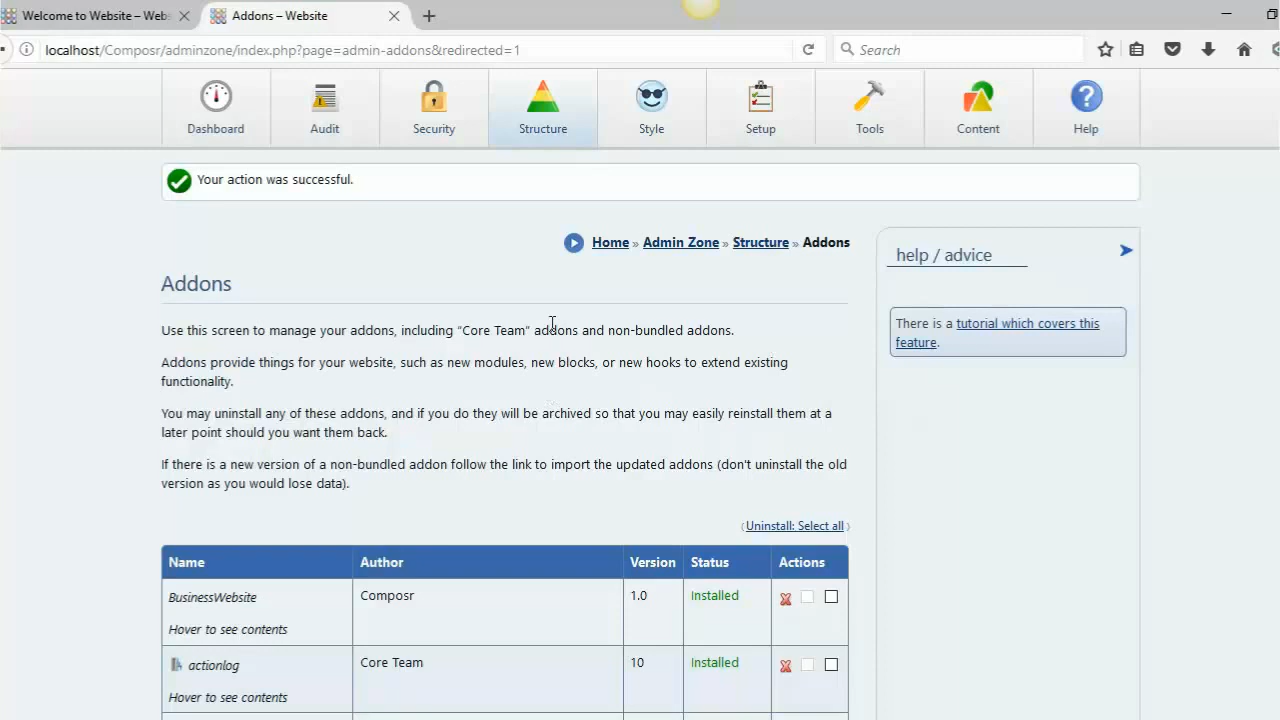 Welcome to Website – Web
Addons – Website
localhost/Composr/adminzone/index.php?page=admin-addons&redirected=1
Search
Dashboard
Audit
Security
Structure
Style
Setup
Tools
Content
Help
Your action was successful.
Home » Admin Zone » Structure » Addons
help / advice
Addons
There is a tutorial which covers this
feature.
Use this screen to manage your addons, including “Core Team” addons and non-bundled addons.
Addons provide things for your website, such as new modules, new blocks, or new hooks to extend existing
functionality.
You may uninstall any of these addons, and if you do they will be archived so that you may easily reinstall them at a
later point should you want them back.
If there is a new version of a non-bundled addon follow the link to import the updated addons (don't uninstall the old
version as you would lose data).
(Uninstall: Select all)
Name Author Version Status Actions
BusinessWebsite Composr 1.0 Installed
Hover to see contents
actionlog Core Team 10 Installed
Hover to see contents